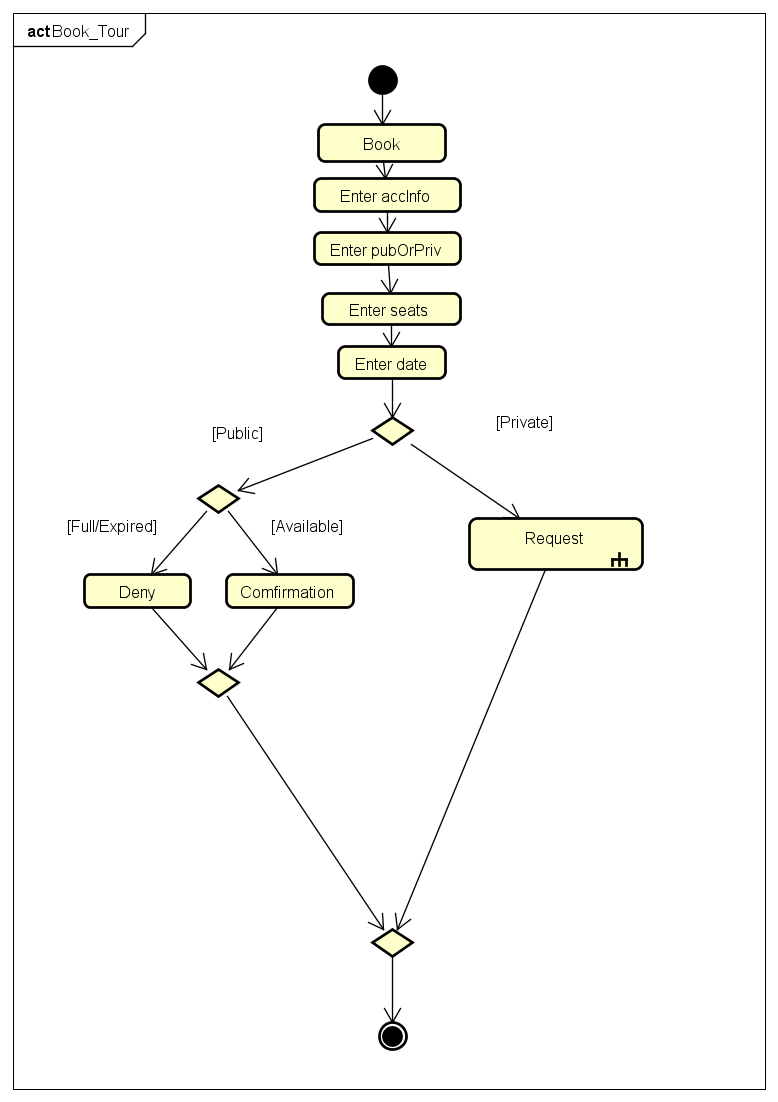 act Book_Tour
Book
Enter accInfo
Enter pubOrPriv
Enter seats
Enter date
[Public]
[Private]
[Full/Expired]
[Available]
Request
Deny
Comfirmation